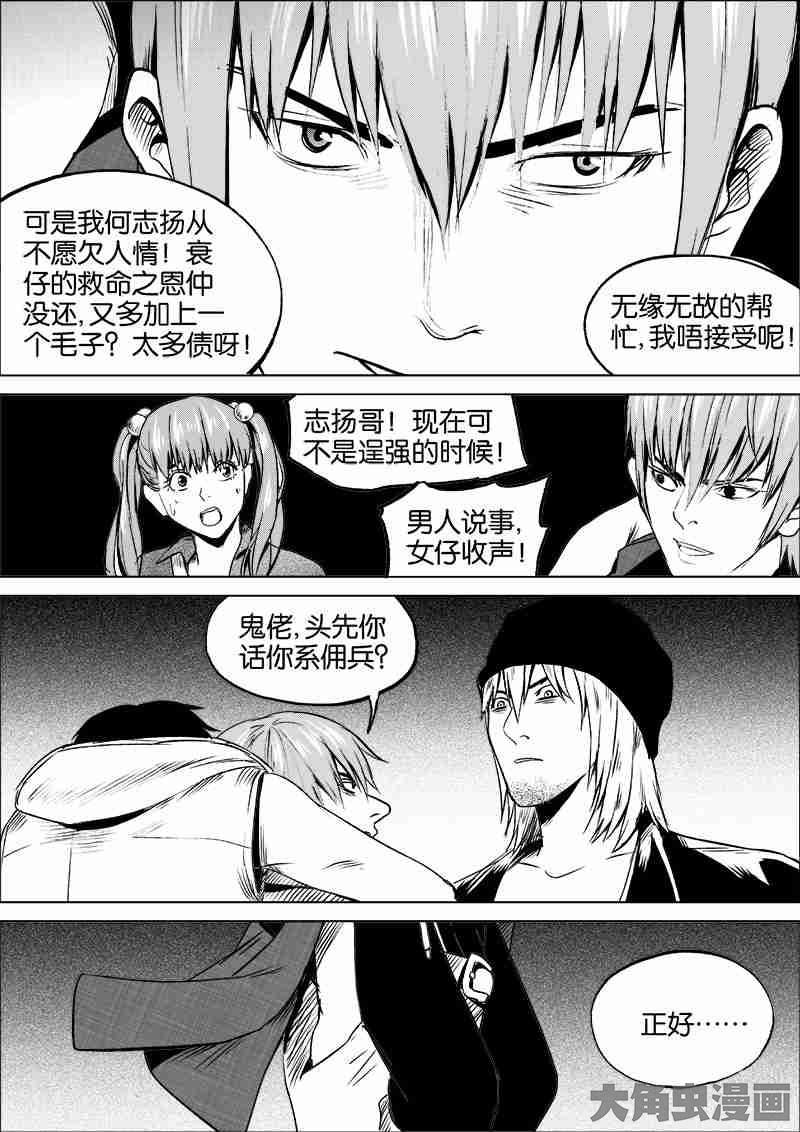 可是我何志扬从
不愿欠人情！衰
仔的救命之恩仲
没还，又多加上一
个毛子？太多债呀！
无缘无故的帮
忙，我唔接受呢！
志扬哥！现在可
不是逞强的时候！
男人说事，
女仔收声！
鬼佬，头先你
话你系佣兵？
正好……
大角虫漫画